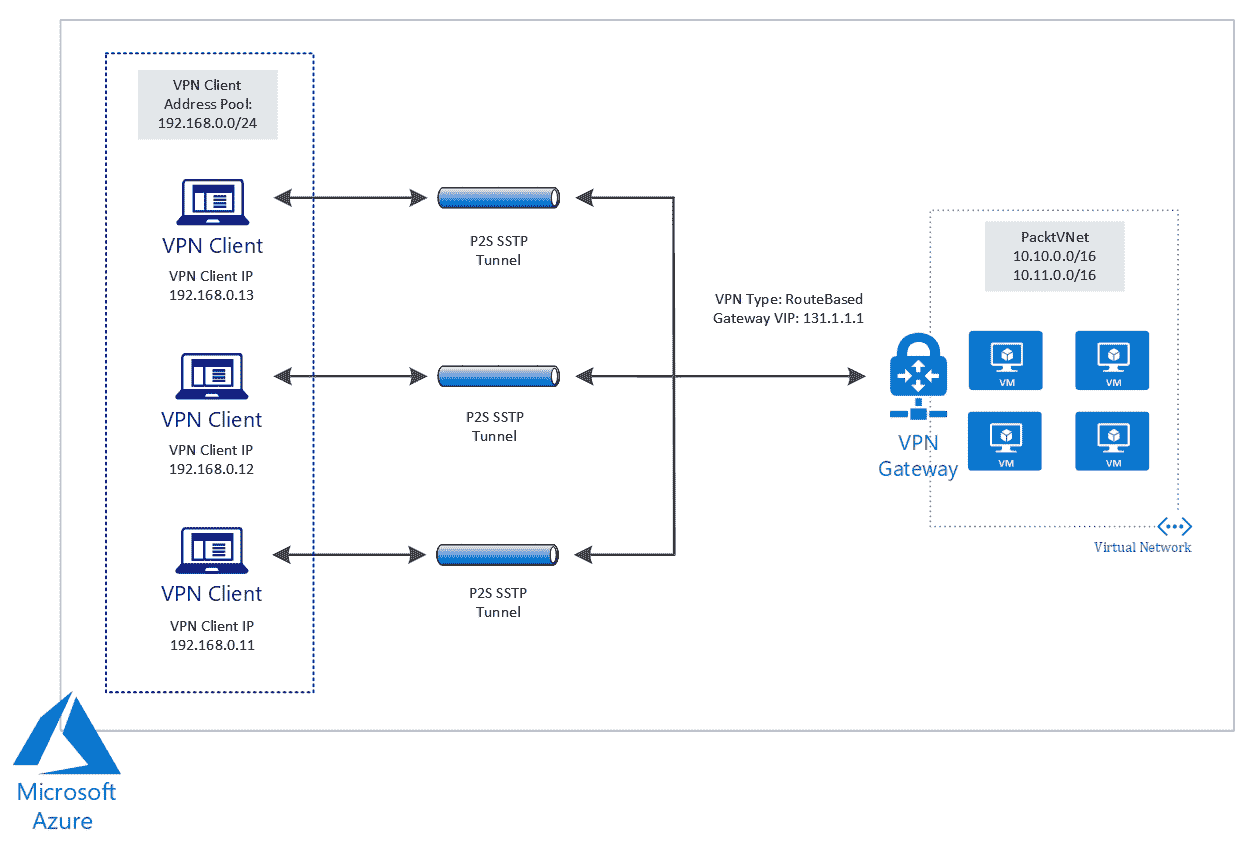 VPN Client
Address Pool:
192.168.0.0/24
VPN Client
VPN Client IP
192.168.0.13
P2S SSTP
Tunnel
VPN Client
VPN Client IP
192.168.0.12
P2S SSTP
Tunnel
VPN Client
VPN Client IP
192.168.0.11
P2S SSTP
Tunnel
VPN Type: RouteBased
Gateway VIP: 131.1.1.1
VPN
Gateway
PacktVNet
10.10.0.0/16
10.11.0.0/16
VM
VM
VM
VM
Virtual Network
Microsoft
Azure